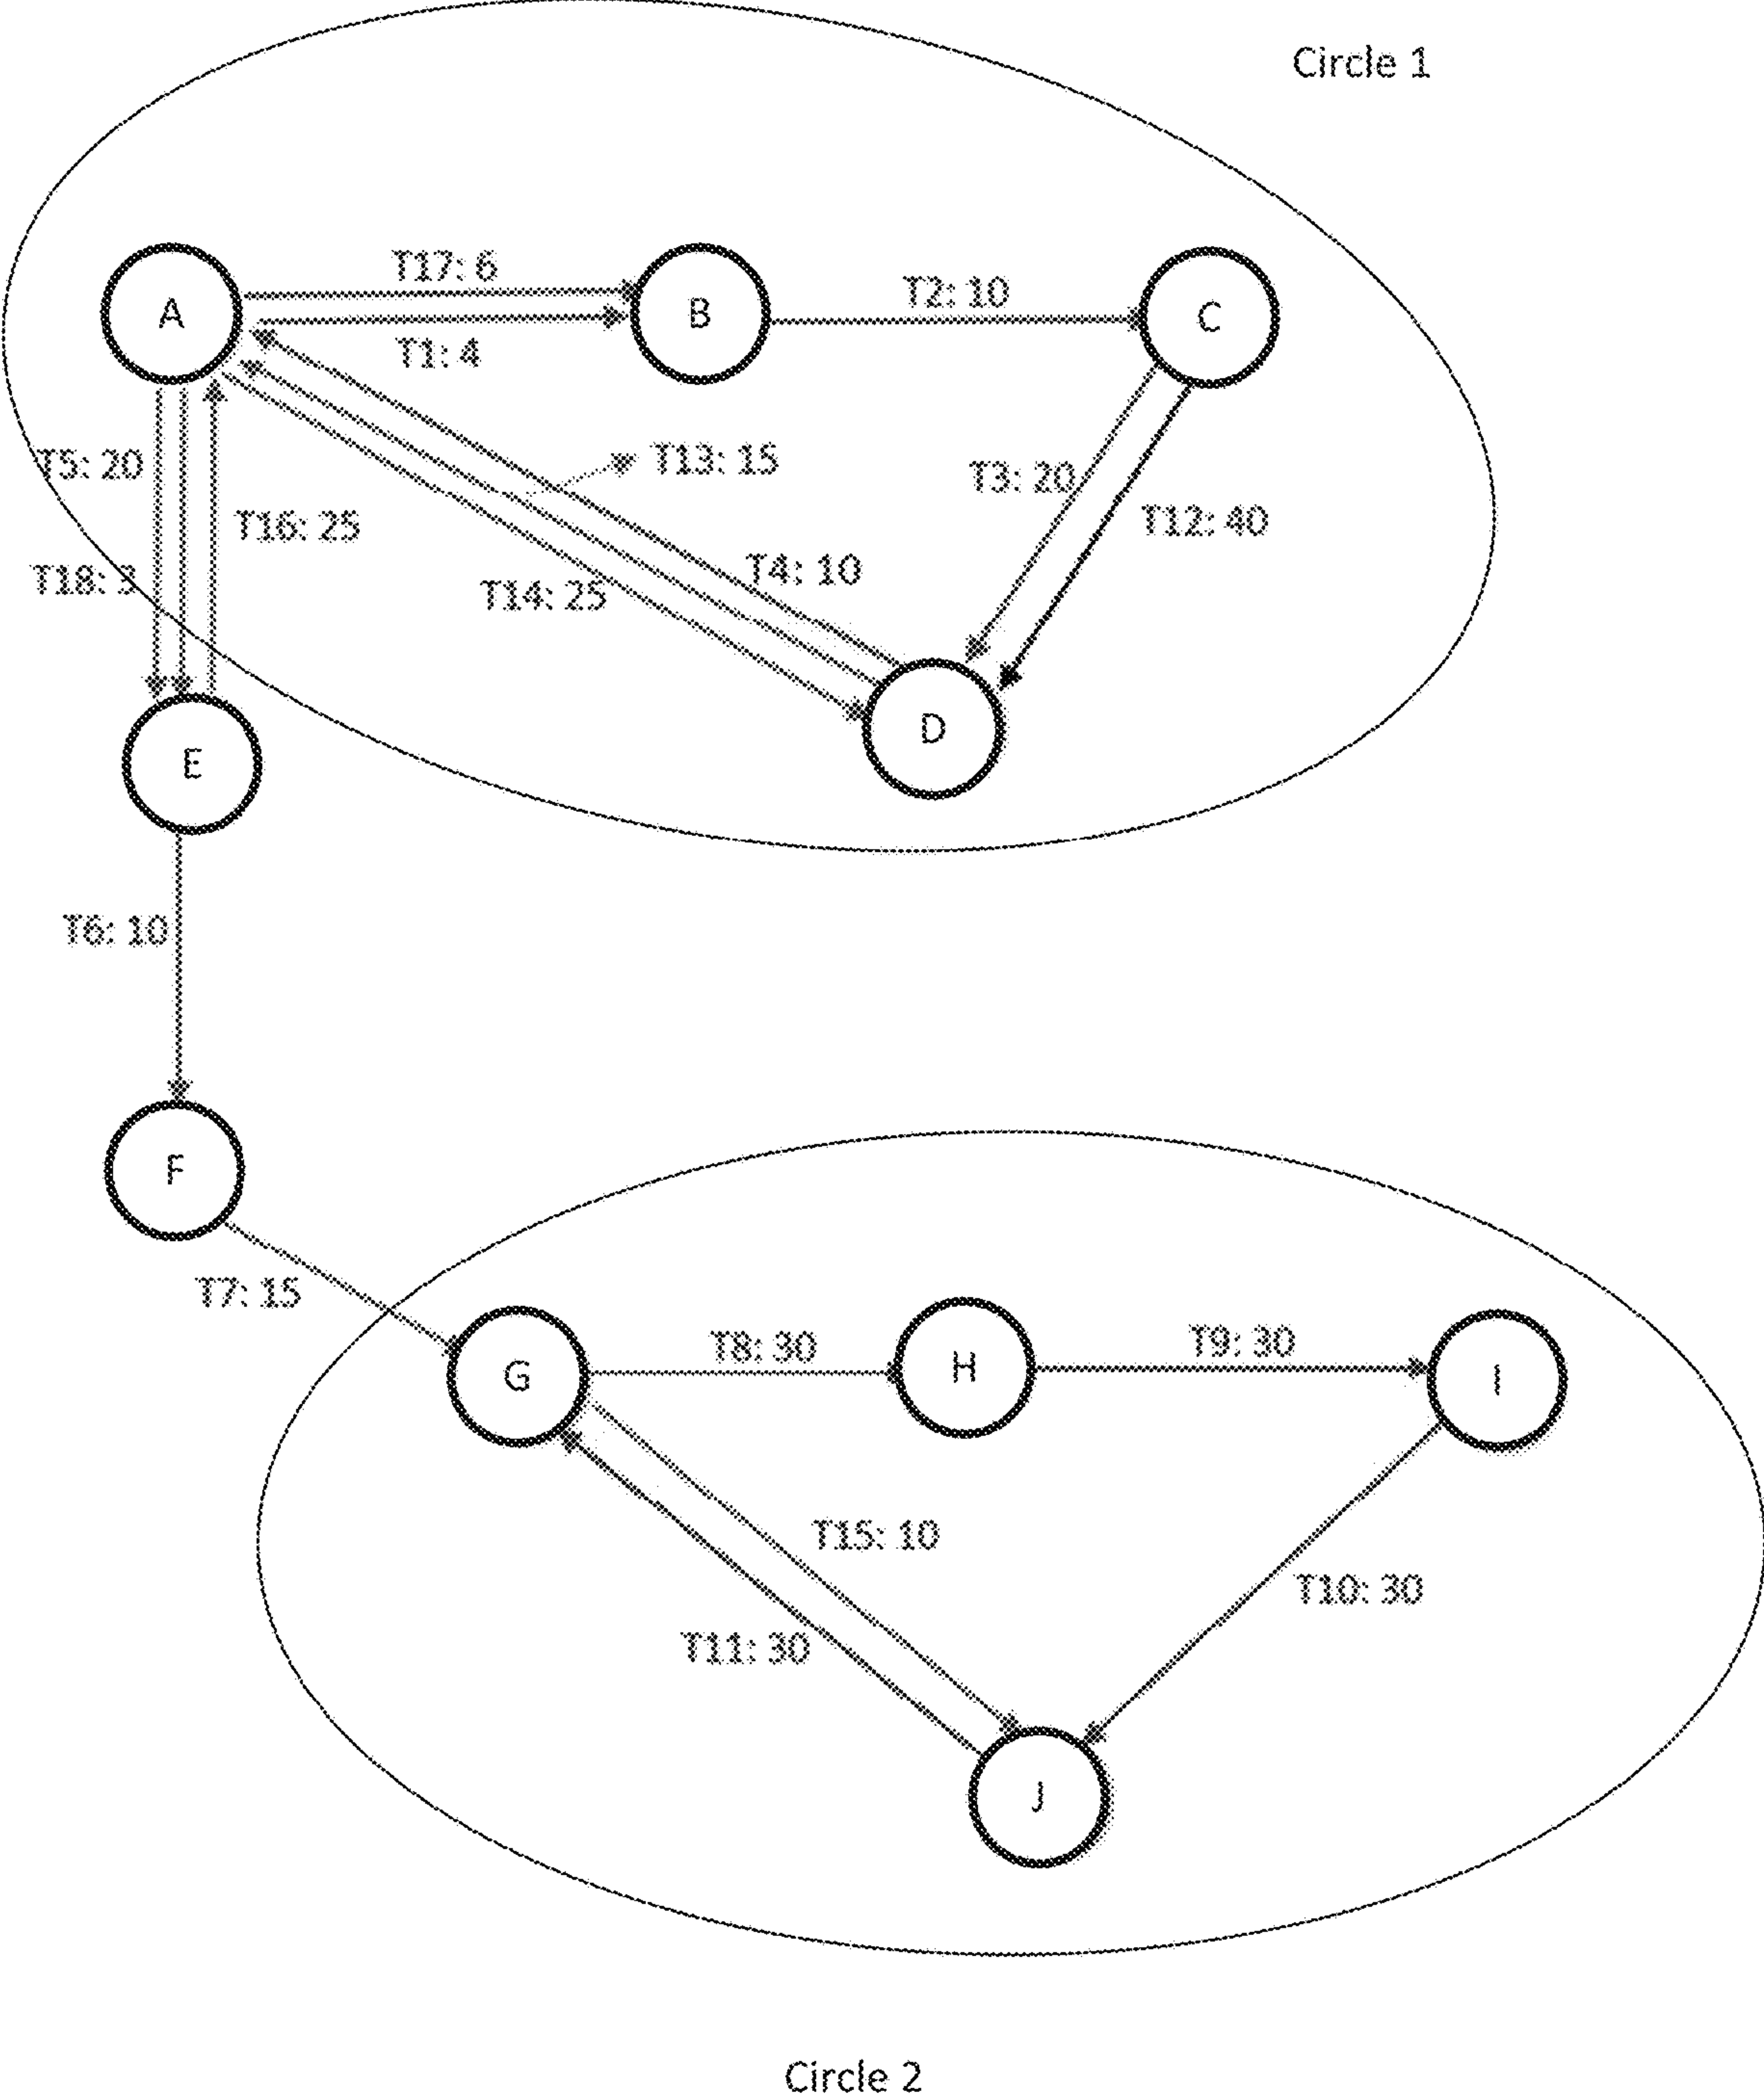 Circle 1
T17: 6
A
B
T2: 10
C
T1: 4
T5: 20
T13: 15
T3: 20
T16: 25
T12: 40
T18: 3
T14: 25
T4: 10
D
E
T6: 10
F
T7: 15
G
T8: 30
H
T9: 30
I
T15: 10
T10: 30
T11: 30
J
Circle 2